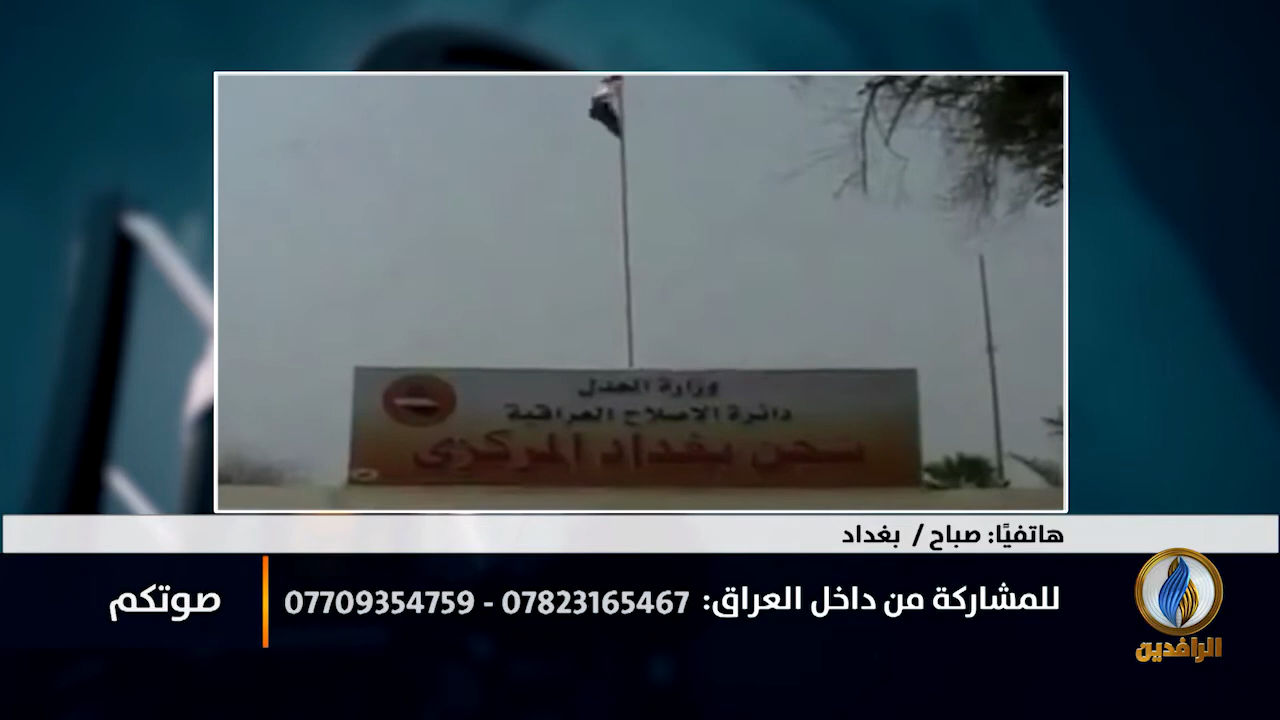 وزارة العدل
دائرة الاصلاح العراقية
سجن بغداد المركزي
هاتفيًا: صباح / بغداد
للمشاركة من داخل العراق: 07823165467 - 07709354759
صوتكم
الرافدين